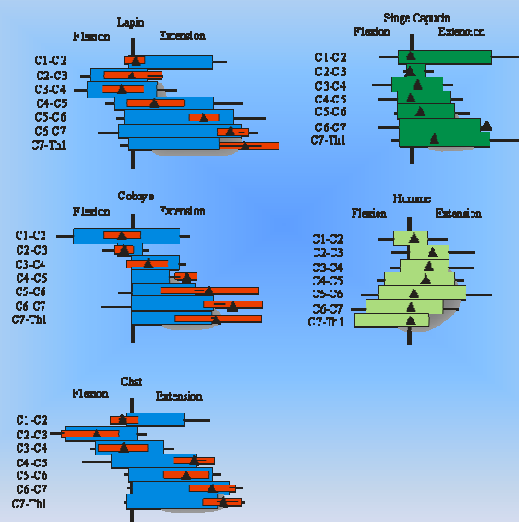 Lapin
Flexion Extension
C1-C2
C2-C3
C3-C4
C4-C5
C5-C6
C6-C7
C7-Th1
Singe Capucin
Flexion Extension
C1-C2
C2-C3
C3-C4
C4-C5
C5-C6
C6-C7
C7-Th1
Cobaye
Flexion Extension
C1-C2
C2-C3
C3-C4
C4-C5
C5-C6
C6-C7
C7-Th1
Humain
Flexion Extension
C1-C2
C2-C3
C3-C4
C4-C5
C5-C6
C6-C7
C7-Th1
Chat
Flexion Extension
C1-C2
C2-C3
C3-C4
C4-C5
C5-C6
C6-C7
C7-Th1